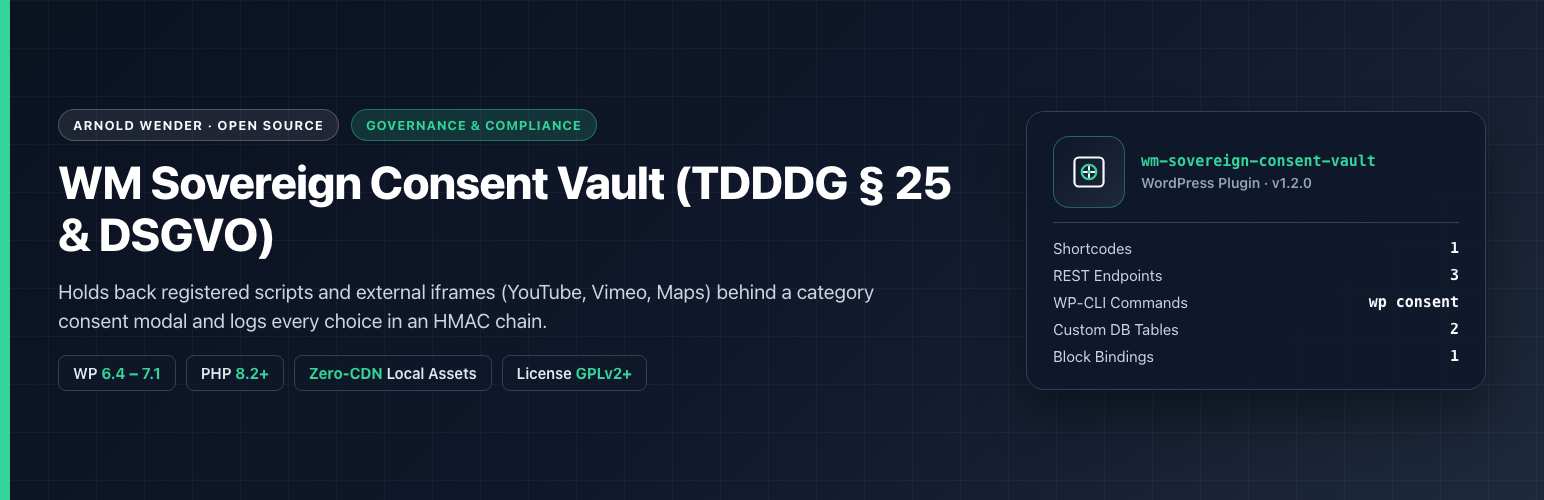 ARNOLD WENDER · OPEN SOURCE
GOVERNANCE & COMPLIANCE
WM Sovereign Consent Vault (TDDDG § 25
& DSGVO)
Holds back registered scripts and external iframes (YouTube, Vimeo, Maps) behind a category
consent modal and logs every choice in an HMAC chain.
WP 6.4 – 7.1
PHP 8.2+
Zero-CDN Local Assets
License GPLv2+
wm-sovereign-consent-vault
WordPress Plugin · v1.2.0
Shortcodes 1
REST Endpoints 3
WP-CLI Commands wp consent
Custom DB Tables 2
Block Bindings 1